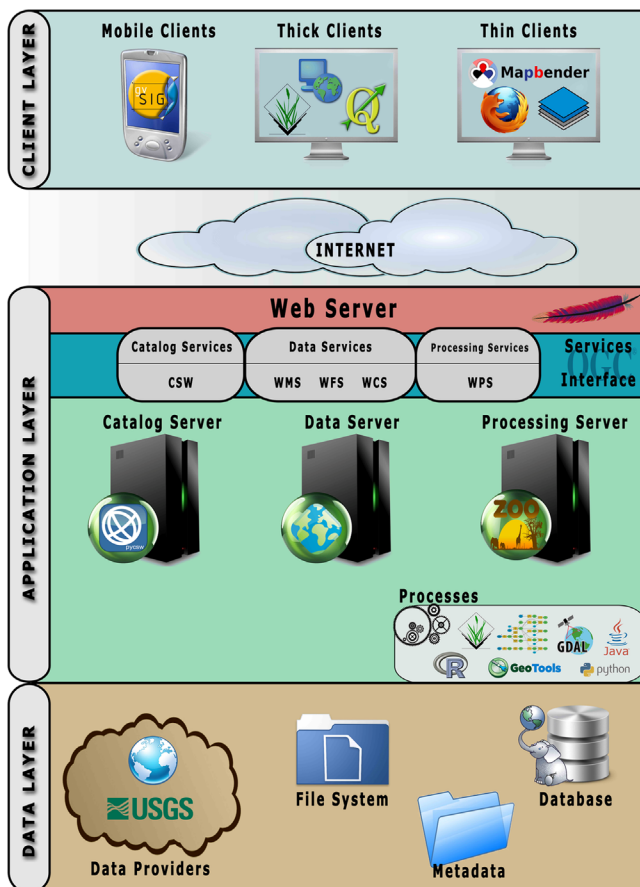 CLIENT LAYER
Mobile Clients
Thick Clients
Thin Clients
gv
SIG
Q
Mapbender
INTERNET
APPLICATION LAYER
Web Server
Catalog Services
Data Services
Processing Services
Services
Interface
OGC
CSW
WMS WFS WCS
WPS
Catalog Server
Data Server
Processing Server
pycsw
ZOO
Processes
GDAL
Java
R
GeoTools
python
DATA LAYER
USGS
Data Providers
File System
Metadata
Database